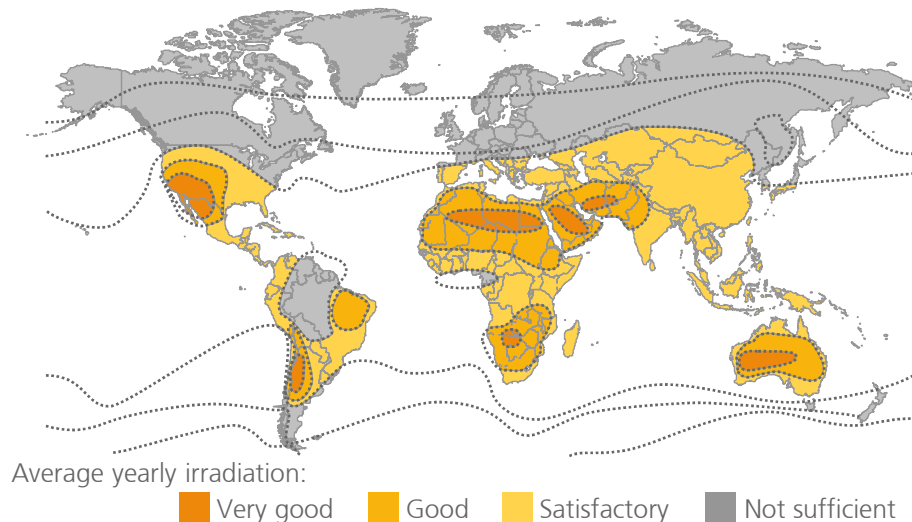 Average yearly irradiation:
Very good Good Satisfactory Not sufficient